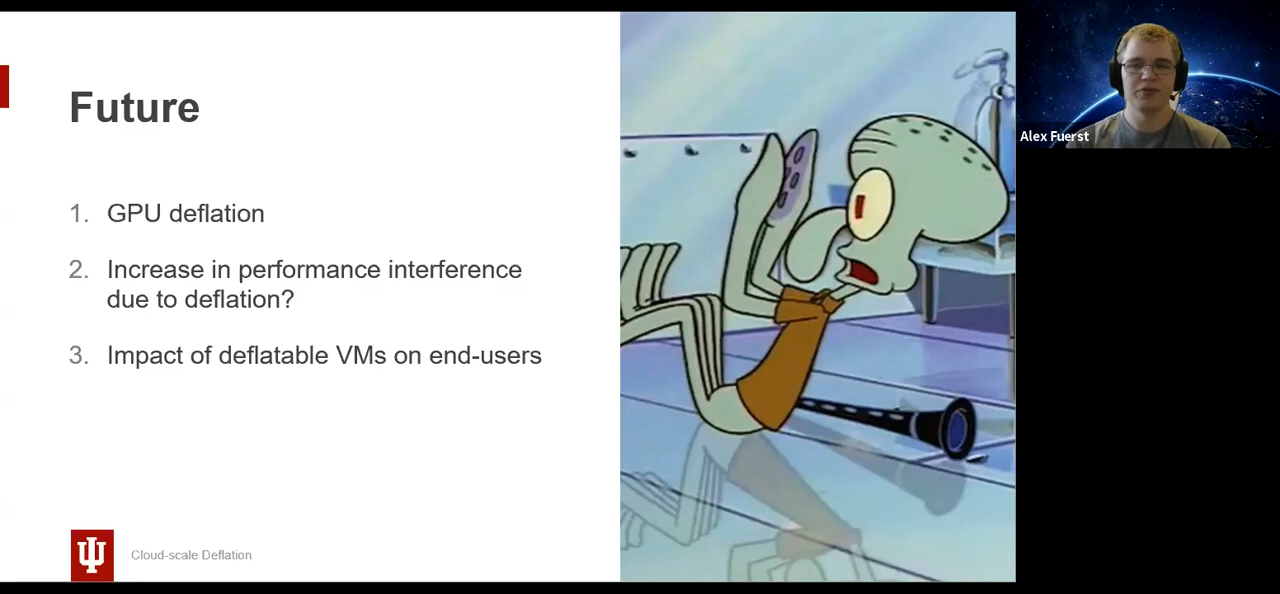 Future
1. GPU deflation
2. Increase in performance interference
due to deflation?
3. Impact of deflatable VMs on end-users
Cloud-scale Deflation
Alex Fuerst